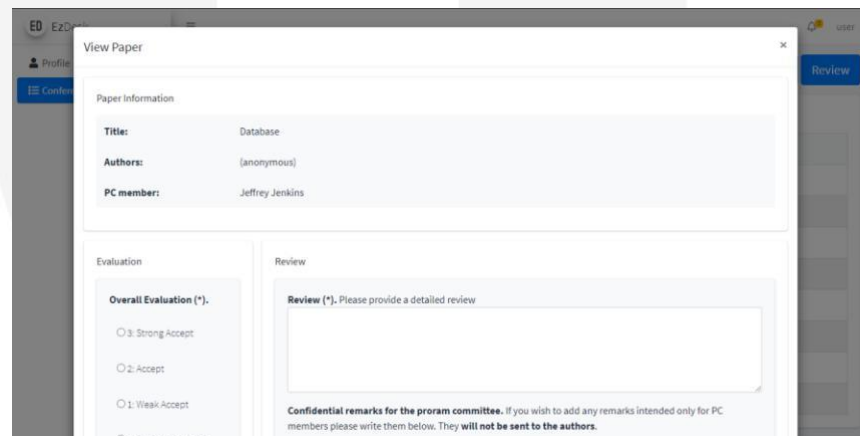 ED EzDesk
user
Profile
Review
View Paper
×
Paper Information
Title: Database
Authors: (anonymous)
PC member: Jeffrey Jenkins
Evaluation
Review
Overall Evaluation (*).
3: Strong Accept
2: Accept
1: Weak Accept
Review (*). Please provide a detailed review
Confidential remarks for the proram committee. If you wish to add any remarks intended only for PC
members please write them below. They will not be sent to the authors.